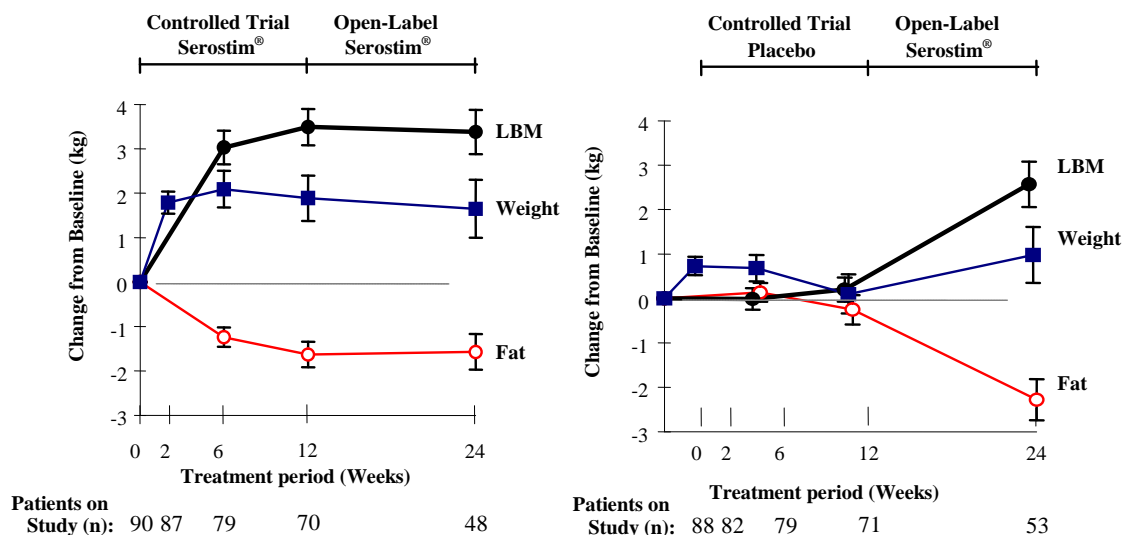 Controlled Trial
Serostim®
Open-Label
Serostim®
Change from Baseline (kg)
4
3
2
1
0
-1
-2
-3
LBM
Weight
Fat
0 2 6 12 24
Treatment period (Weeks)
Patients on
Study (n): 90 87 79 70 48
Controlled Trial
Placebo
Open-Label
Serostim®
Change from Baseline (kg)
4
3
2
1
0
-1
-2
-3
LBM
Weight
Fat
0 2 6 12 24
Treatment period (Weeks)
Patients on
Study (n): 88 82 79 71 53